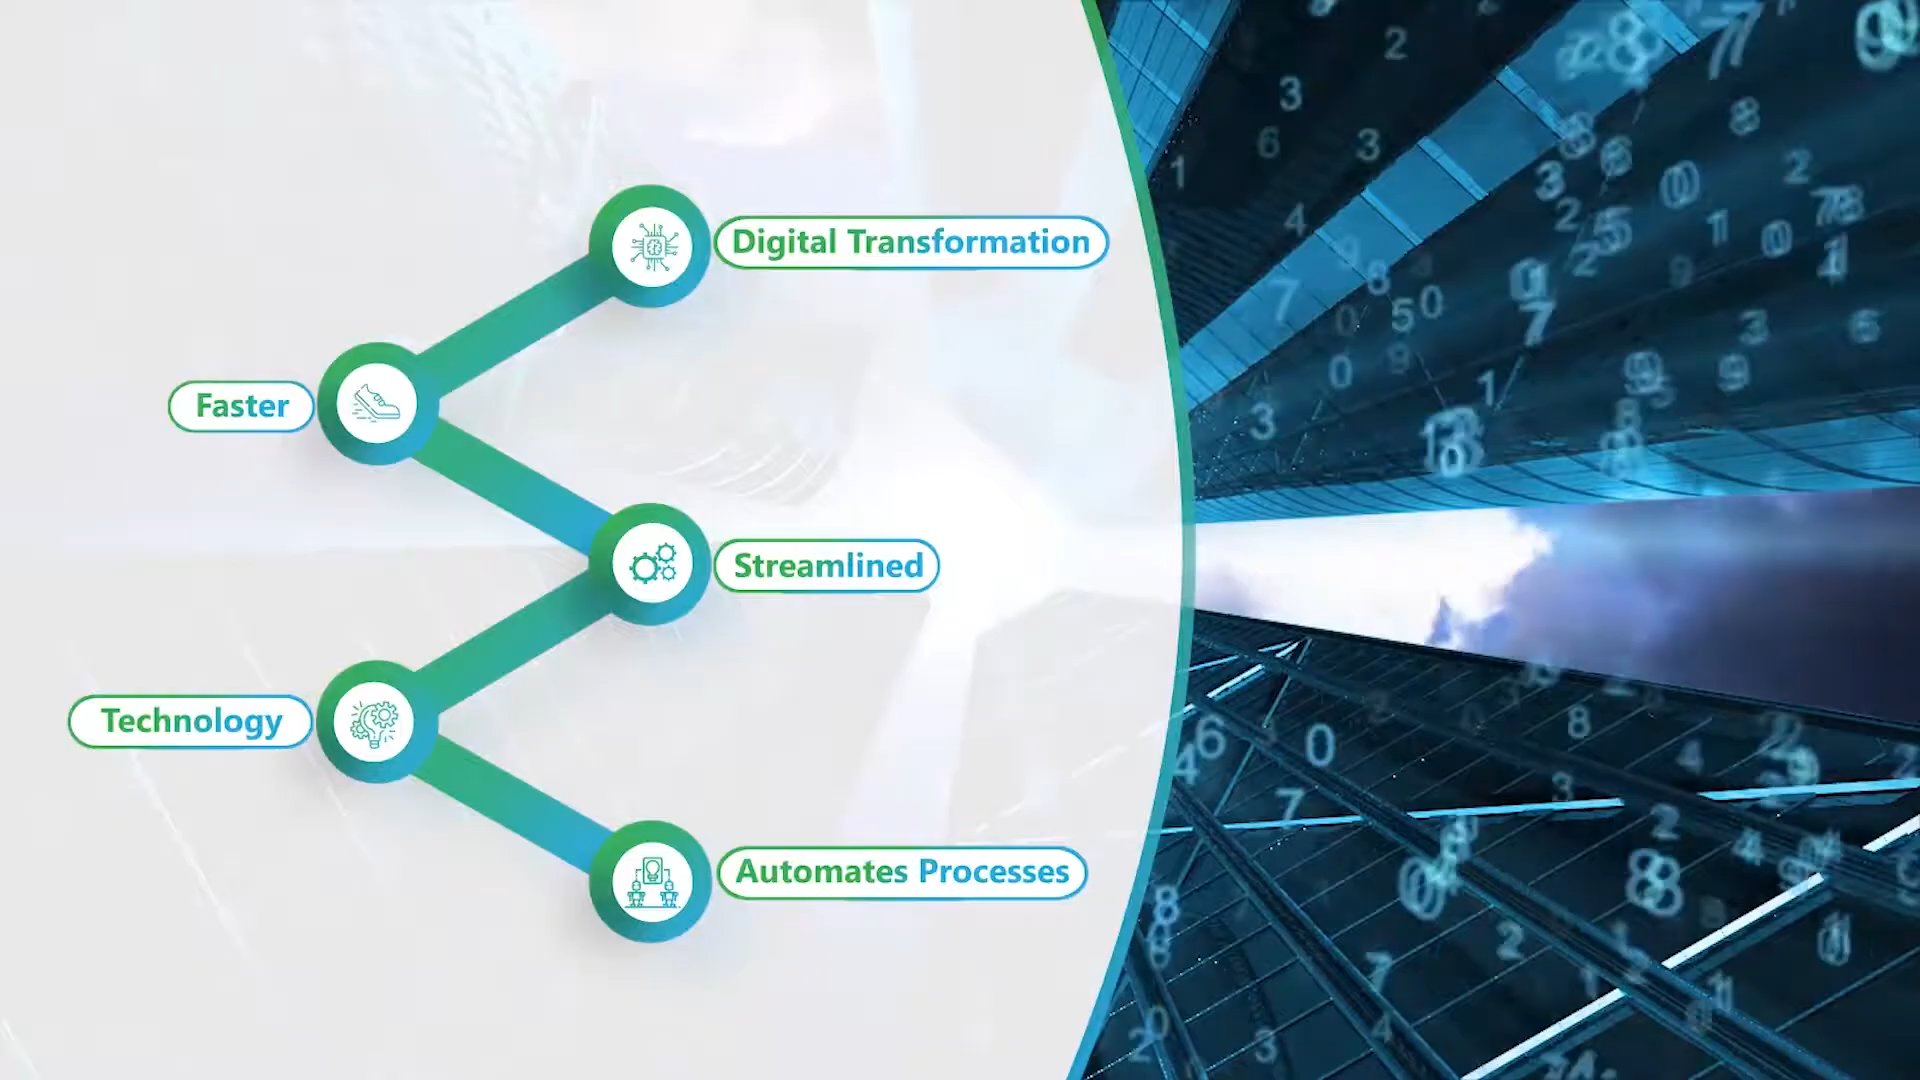 Digital Transformation
Faster
Streamlined
Technology
Automates Processes